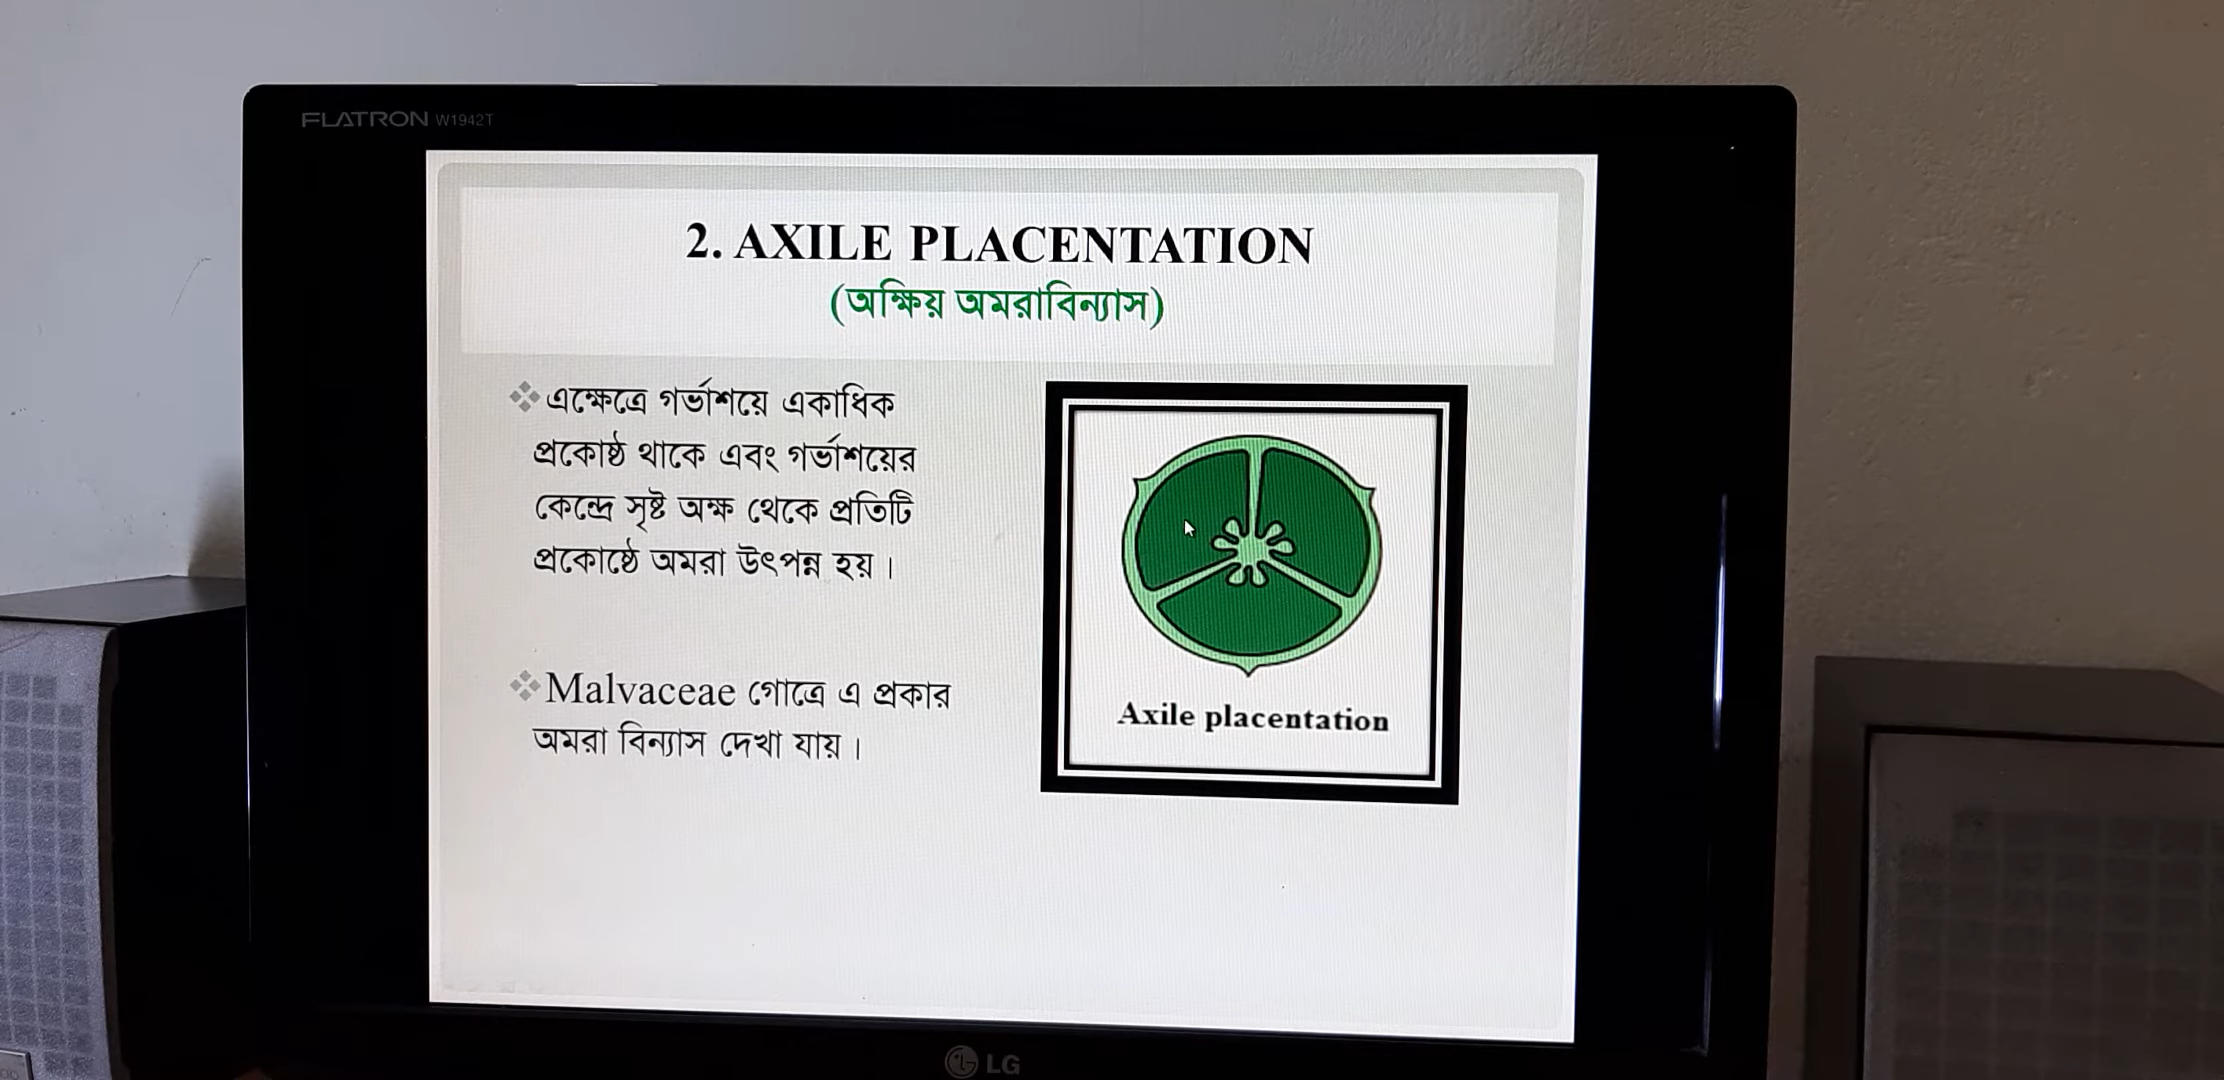 FLATRON W1942T
2. AXILE PLACENTATION
(অক্ষিয় অমরাবিন্যাস)
এক্ষেত্রে গর্ভাশয়ে একাধিক
প্রকোষ্ঠ থাকে এবং গর্ভাশয়ের
কেন্দ্রে সৃষ্ট অক্ষ থেকে প্রতিটি
প্রকোষ্ঠে অমরা উৎপন্ন হয়।
Malvaceae গোত্রে এ প্রকার
অমরা বিন্যাস দেখা যায়।
Axile placentation
LG